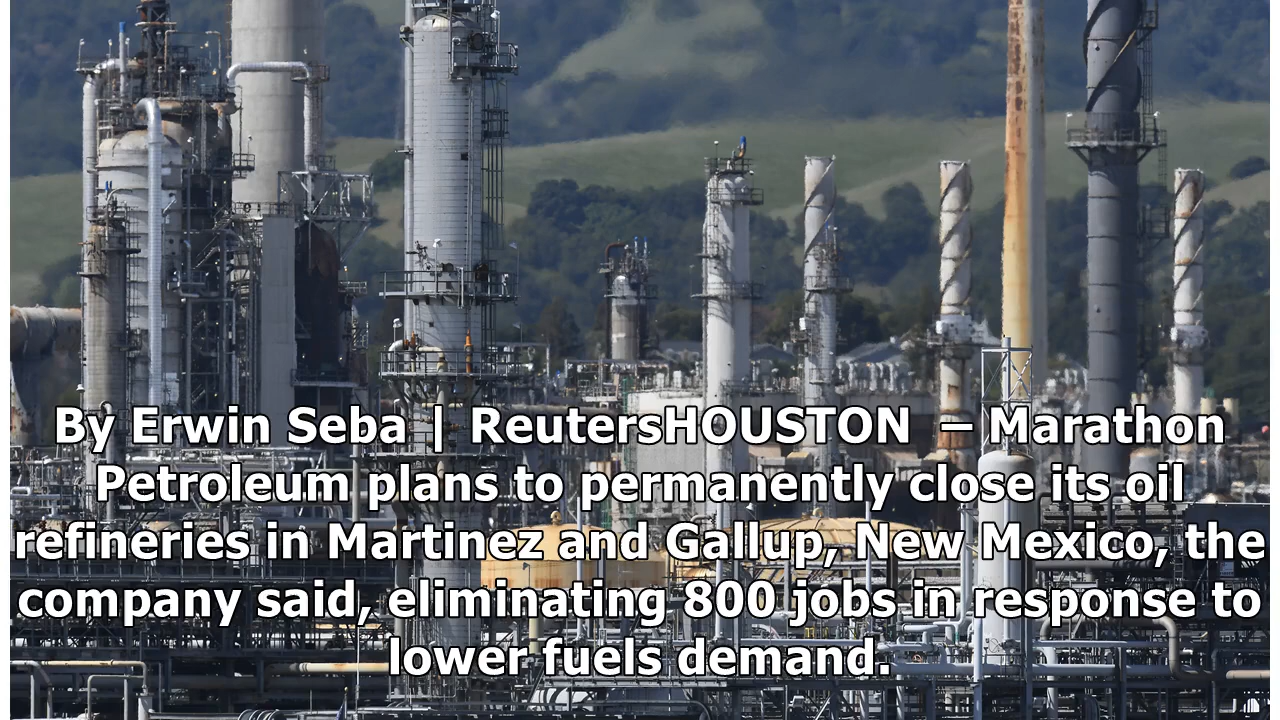 By Erwin Seba | ReutersHOUSTON  — Marathon
Petroleum plans to permanently close its oil
refineries in Martinez and Gallup, New Mexico, the
company said, eliminating 800 jobs in response to
lower fuels demand.